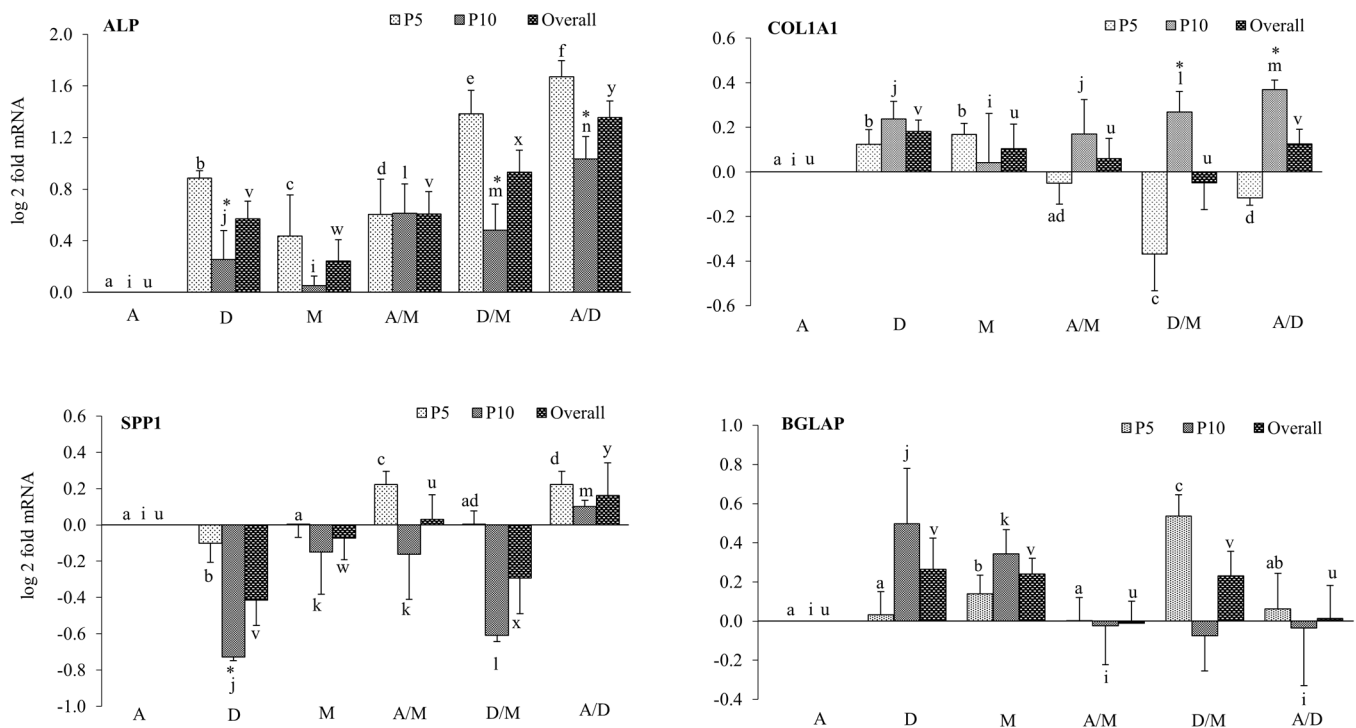 ALP
P5 P10 Overall
log 2 fold mRNA
2.0
1.6
1.2
0.8
0.4
0.0
a i u
b * j v
c i w
d l v
e * m x
f * n y
A D M A/M D/M A/D
COL1A1
P5 P10 Overall
0.6
0.4
0.2
0.0
-0.2
-0.4
-0.6
a i u
b j v
b i u
ad j u
c * l u
d * m v
A D M A/M D/M A/D
SPP1
P5 P10 Overall
log 2 fold mRNA
0.6
0.4
0.2
0.0
-0.2
-0.4
-0.6
-0.8
-1.0
a i u
b * j v
a k w
c k u
ad l x
d m y
A D M A/M D/M A/D
BGLAP
P5 P10 Overall
1.0
0.8
0.6
0.4
0.2
0.0
-0.2
-0.4
a i u
a j v
b k v
a i u
c v
ab i u
A D M A/M D/M A/D